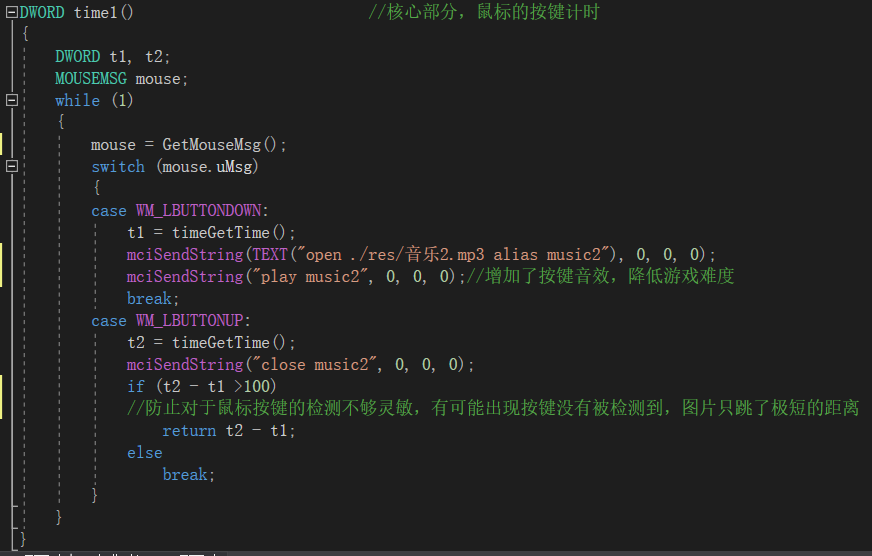 DWORD time1() //核心部分，鼠标的按键计时
{
DWORD t1, t2;
MOUSEMSG mouse;
while (1)
{
mouse = GetMouseMsg();
switch (mouse.uMsg)
{
case WM_LBUTTONDOWN:
t1 = timeGetTime();
mciSendString(TEXT("open ./res/音乐2.mp3 alias music2"), 0, 0, 0);
mciSendString("play music2", 0, 0, 0);//增加了按键音效，降低游戏难度
break;
case WM_LBUTTONUP:
t2 = timeGetTime();
mciSendString("close music2", 0, 0, 0);
if (t2 - t1 >100)
//防止对于鼠标按键的检测不够灵敏，有可能出现按键没有被检测到，图片只跳了极短的距离
return t2 - t1;
else
break;
}
}
}